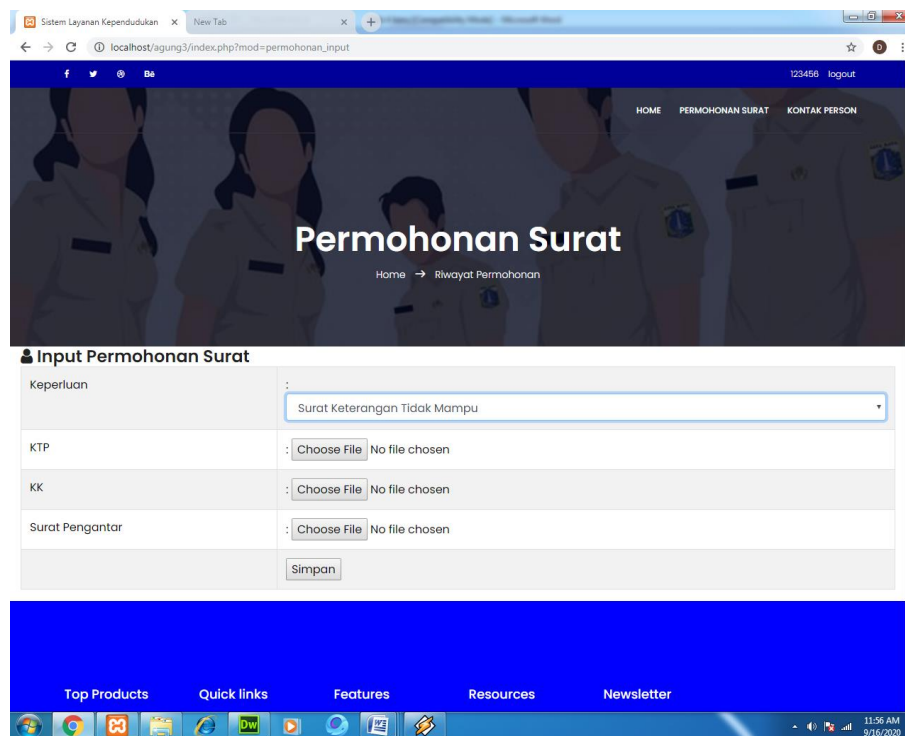 Sistem Layanan Kependudukan
New Tab
localhost/agung3/index.php?mod=permohonan_input
D
f Bē
123456 logout
HOME PERMOHONAN SURAT KONTAK PERSON
Permohonan Surat
Home → Riwayat Permohonan
Input Permohonan Surat
Keperluan :
Surat Keterangan Tidak Mampu
KTP : Choose File No file chosen
KK : Choose File No file chosen
Surat Pengantar : Choose File No file chosen
Simpan
Top Products Quick links Features Resources Newsletter
Dw
W
11:56 AM
9/16/2020